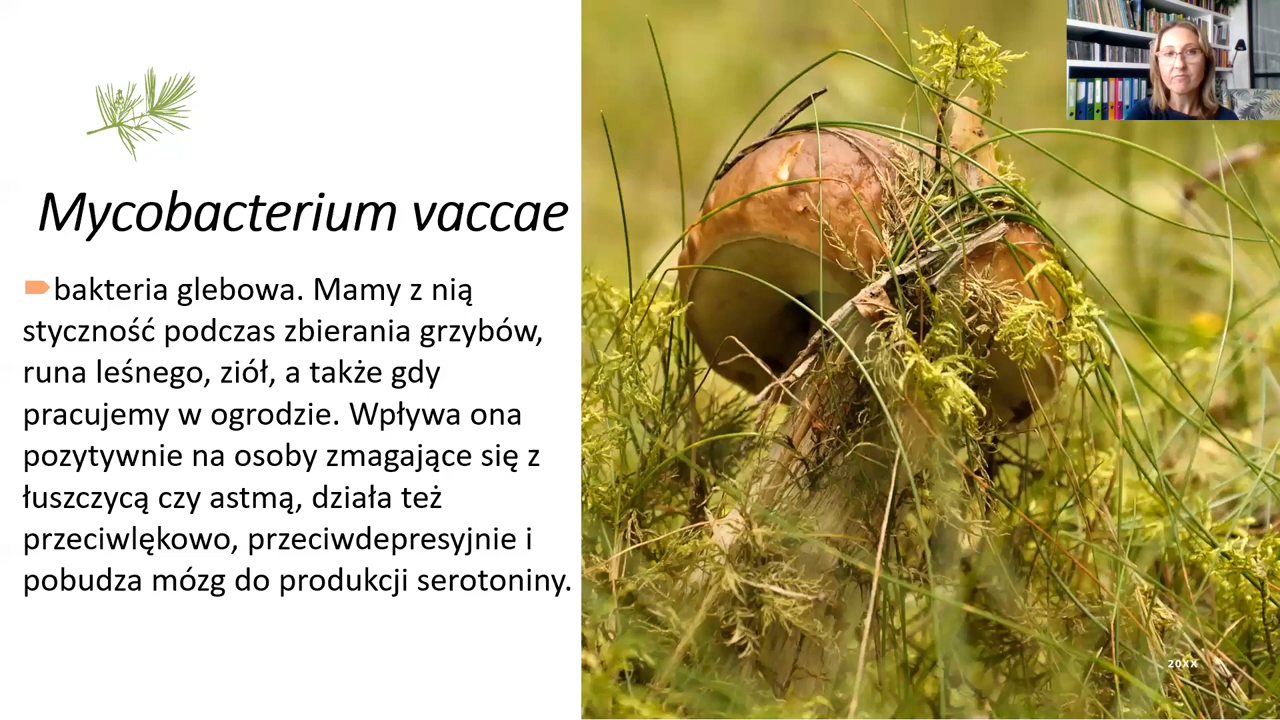 Mycobacterium vaccae
bakteria glebowa. Mamy z nią
styczność podczas zbierania grzybów,
runa leśnego, ziół, a także gdy
pracujemy w ogrodzie. Wpływa ona
pozytywnie na osoby zmagające się z
łuszczycą czy astmą, działa też
przeciwlękowo, przeciwdepresyjnie i
pobudza mózg do produkcji serotoniny.
20XX